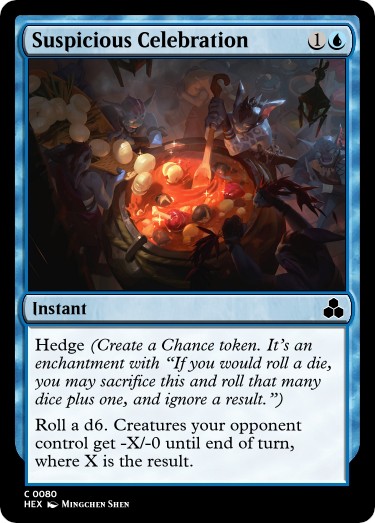 Suspicious Celebration
1
Instant
Hedge (Create a Chance token. It's an
enchantment with “If you would roll a die,
you may sacrifice this and roll that many
dice plus one, and ignore a result.”)
Roll a d6. Creatures your opponent
control get -X/-0 until end of turn,
where X is the result.
C 0080
HEX Mingchen Shen